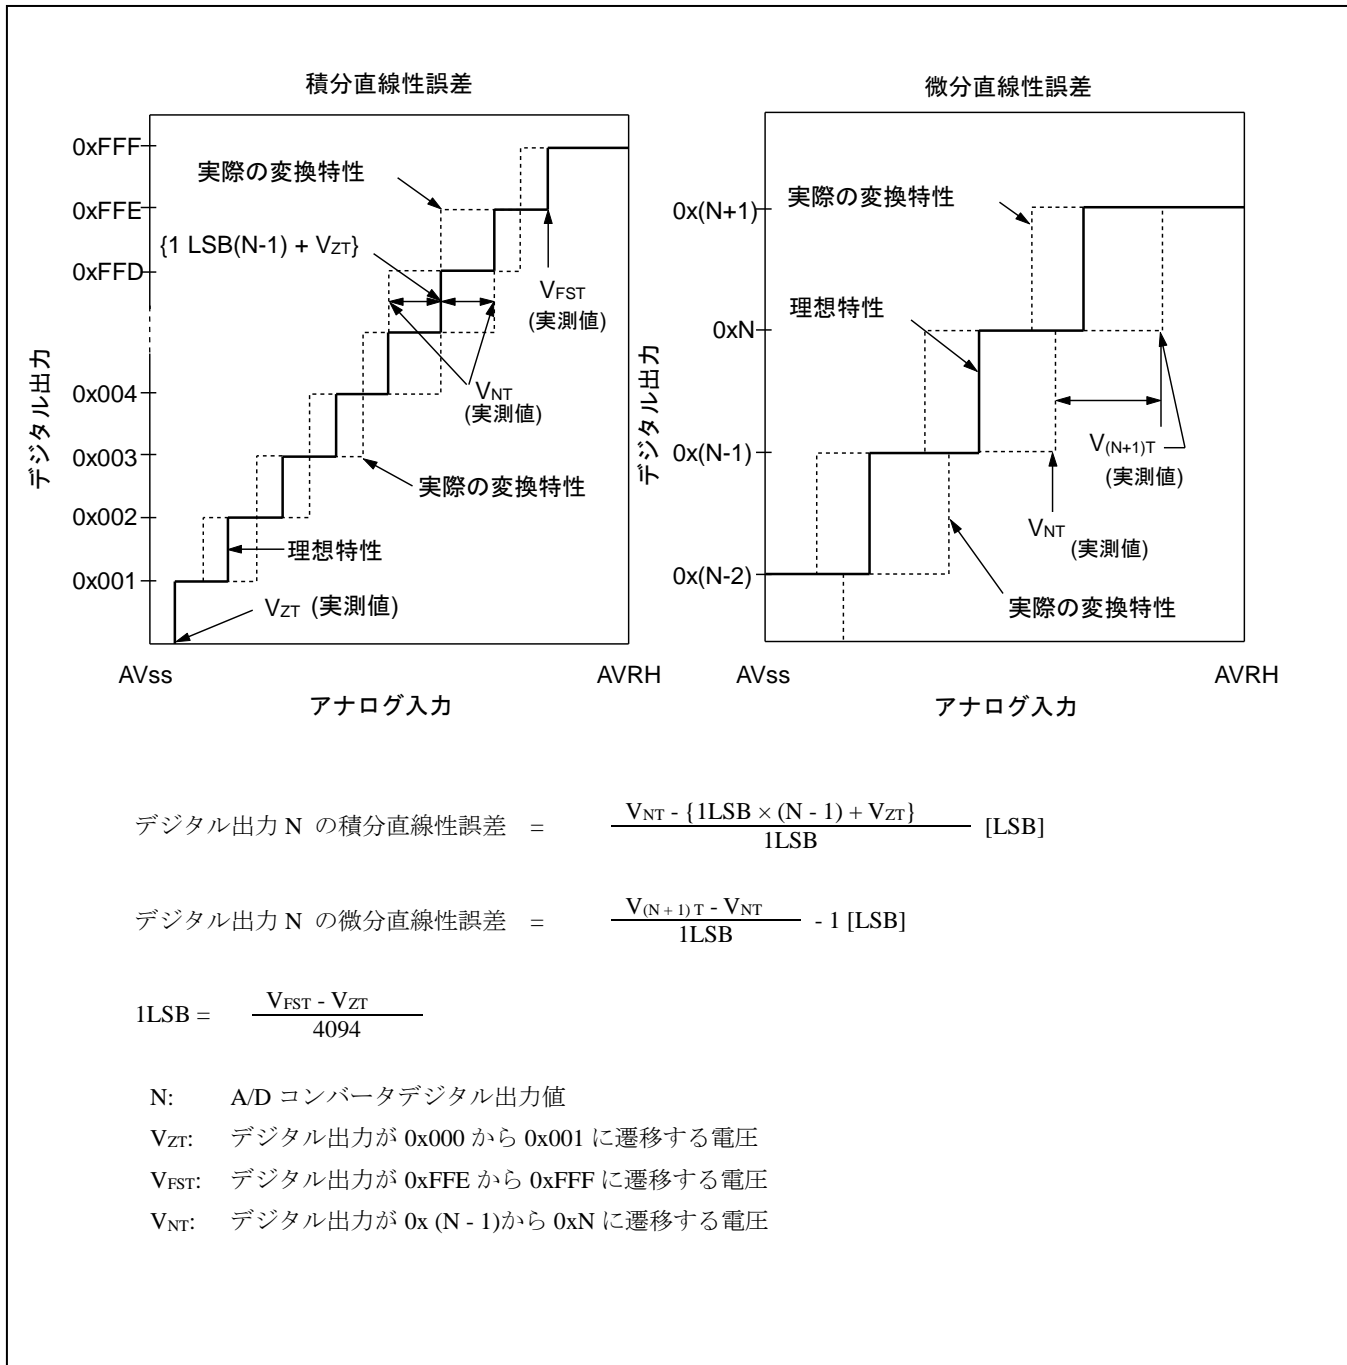 積分直線性誤差
0xFFF
実際の変換特性
0xFFE
{1 LSB(N-1) + VZT}
0xFFD
VFST
(実測値)
デジタル出力
0x004
VNT
(実測値)
0x003
実際の変換特性
0x002
理想特性
0x001
VZT (実測値)
AVss
AVRH
アナログ入力
微分直線性誤差
実際の変換特性
0x(N+1)
理想特性
0xN
デジタル出力
V(N+1)T
(実測値)
0x(N-1)
VNT
(実測値)
0x(N-2)
実際の変換特性
AVss
AVRH
アナログ入力
デジタル出力 N の積分直線性誤差 = VNT - {1LSB × (N - 1) + VZT}
1LSB
[LSB]
デジタル出力 N の微分直線性誤差 = V(N + 1) T - VNT
1LSB
- 1 [LSB]
1LSB = VFST - VZT
4094
N: A/D コンバータデジタル出力値
VZT: デジタル出力が 0x000 から 0x001 に遷移する電圧
VFST: デジタル出力が 0xFFE から 0xFFF に遷移する電圧
VNT: デジタル出力が 0x (N - 1)から 0xN に遷移する電圧